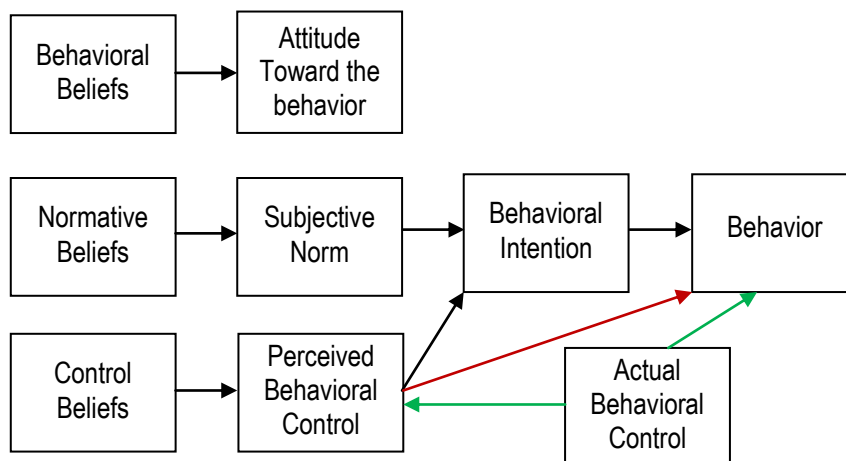 Behavioral
Beliefs
Attitude
Toward the
behavior
Normative
Beliefs
Subjective
Norm
Behavioral
Intention
Behavior
Control
Beliefs
Perceived
Behavioral
Control
Actual
Behavioral
Control